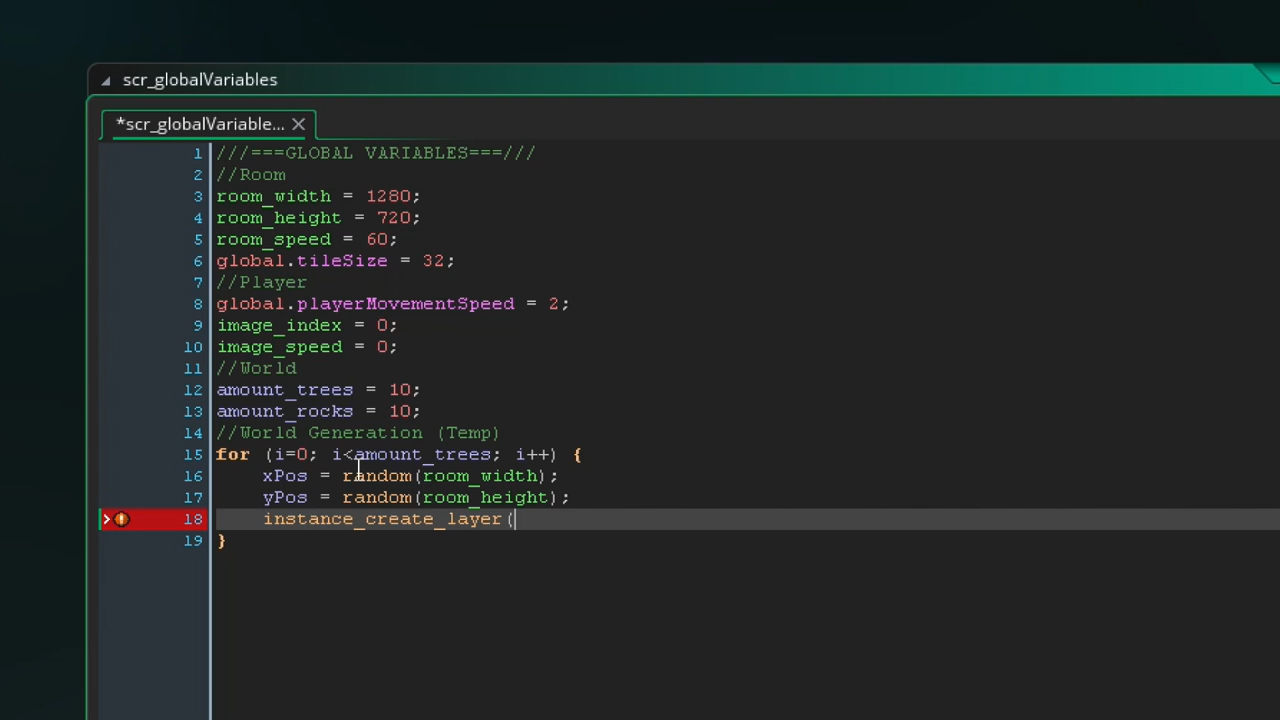 scr_globalVariables
*scr_globalVariable...
1 ///===GLOBAL VARIABLES===///
2 //Room
3 room_width = 1280;
4 room_height = 720;
5 room_speed = 60;
6 global.tileSize = 32;
7 //Player
8 global.playerMovementSpeed = 2;
9 image_index = 0;
10 image_speed = 0;
11 //World
12 amount_trees = 10;
13 amount_rocks = 10;
14 //World Generation (Temp)
15 for (i=0; i<amount_trees; i++) {
16     xPos = random(room_width);
17     yPos = random(room_height);
18     instance_create_layer(
19 }